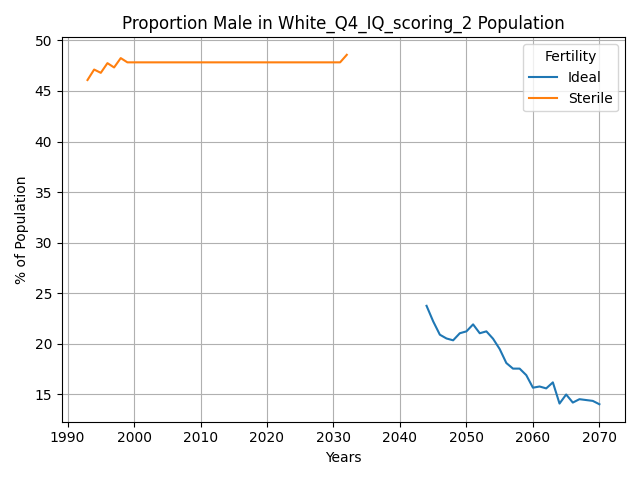 Proportion Male in White_Q4_IQ_scoring_2 Population
% of Population
50
45
40
35
30
25
20
15
Fertility
Ideal
Sterile
1990 2000 2010 2020 2030 2040 2050 2060 2070
Years